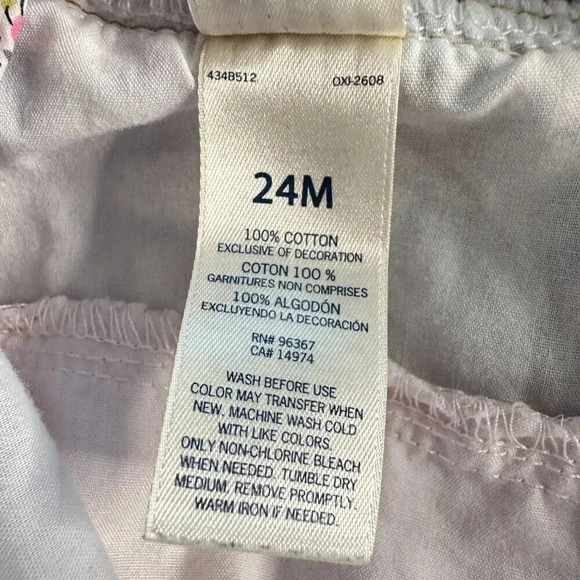 434B512 OXI-2608
24M
100% COTTON
EXCLUSIVE OF DECORATION
COTON 100 %
GARNITURES NON COMPRISES
100% ALGODÓN
EXCLUYENDO LA DECORACIÓN
RN# 96367
CA# 14974
WASH BEFORE USE
COLOR MAY TRANSFER WHEN
NEW. MACHINE WASH COLD
WITH LIKE COLORS.
ONLY NON-CHLORINE BLEACH
WHEN NEEDED. TUMBLE DRY
MEDIUM. REMOVE PROMPTLY.
WARM IRON IF NEEDED.